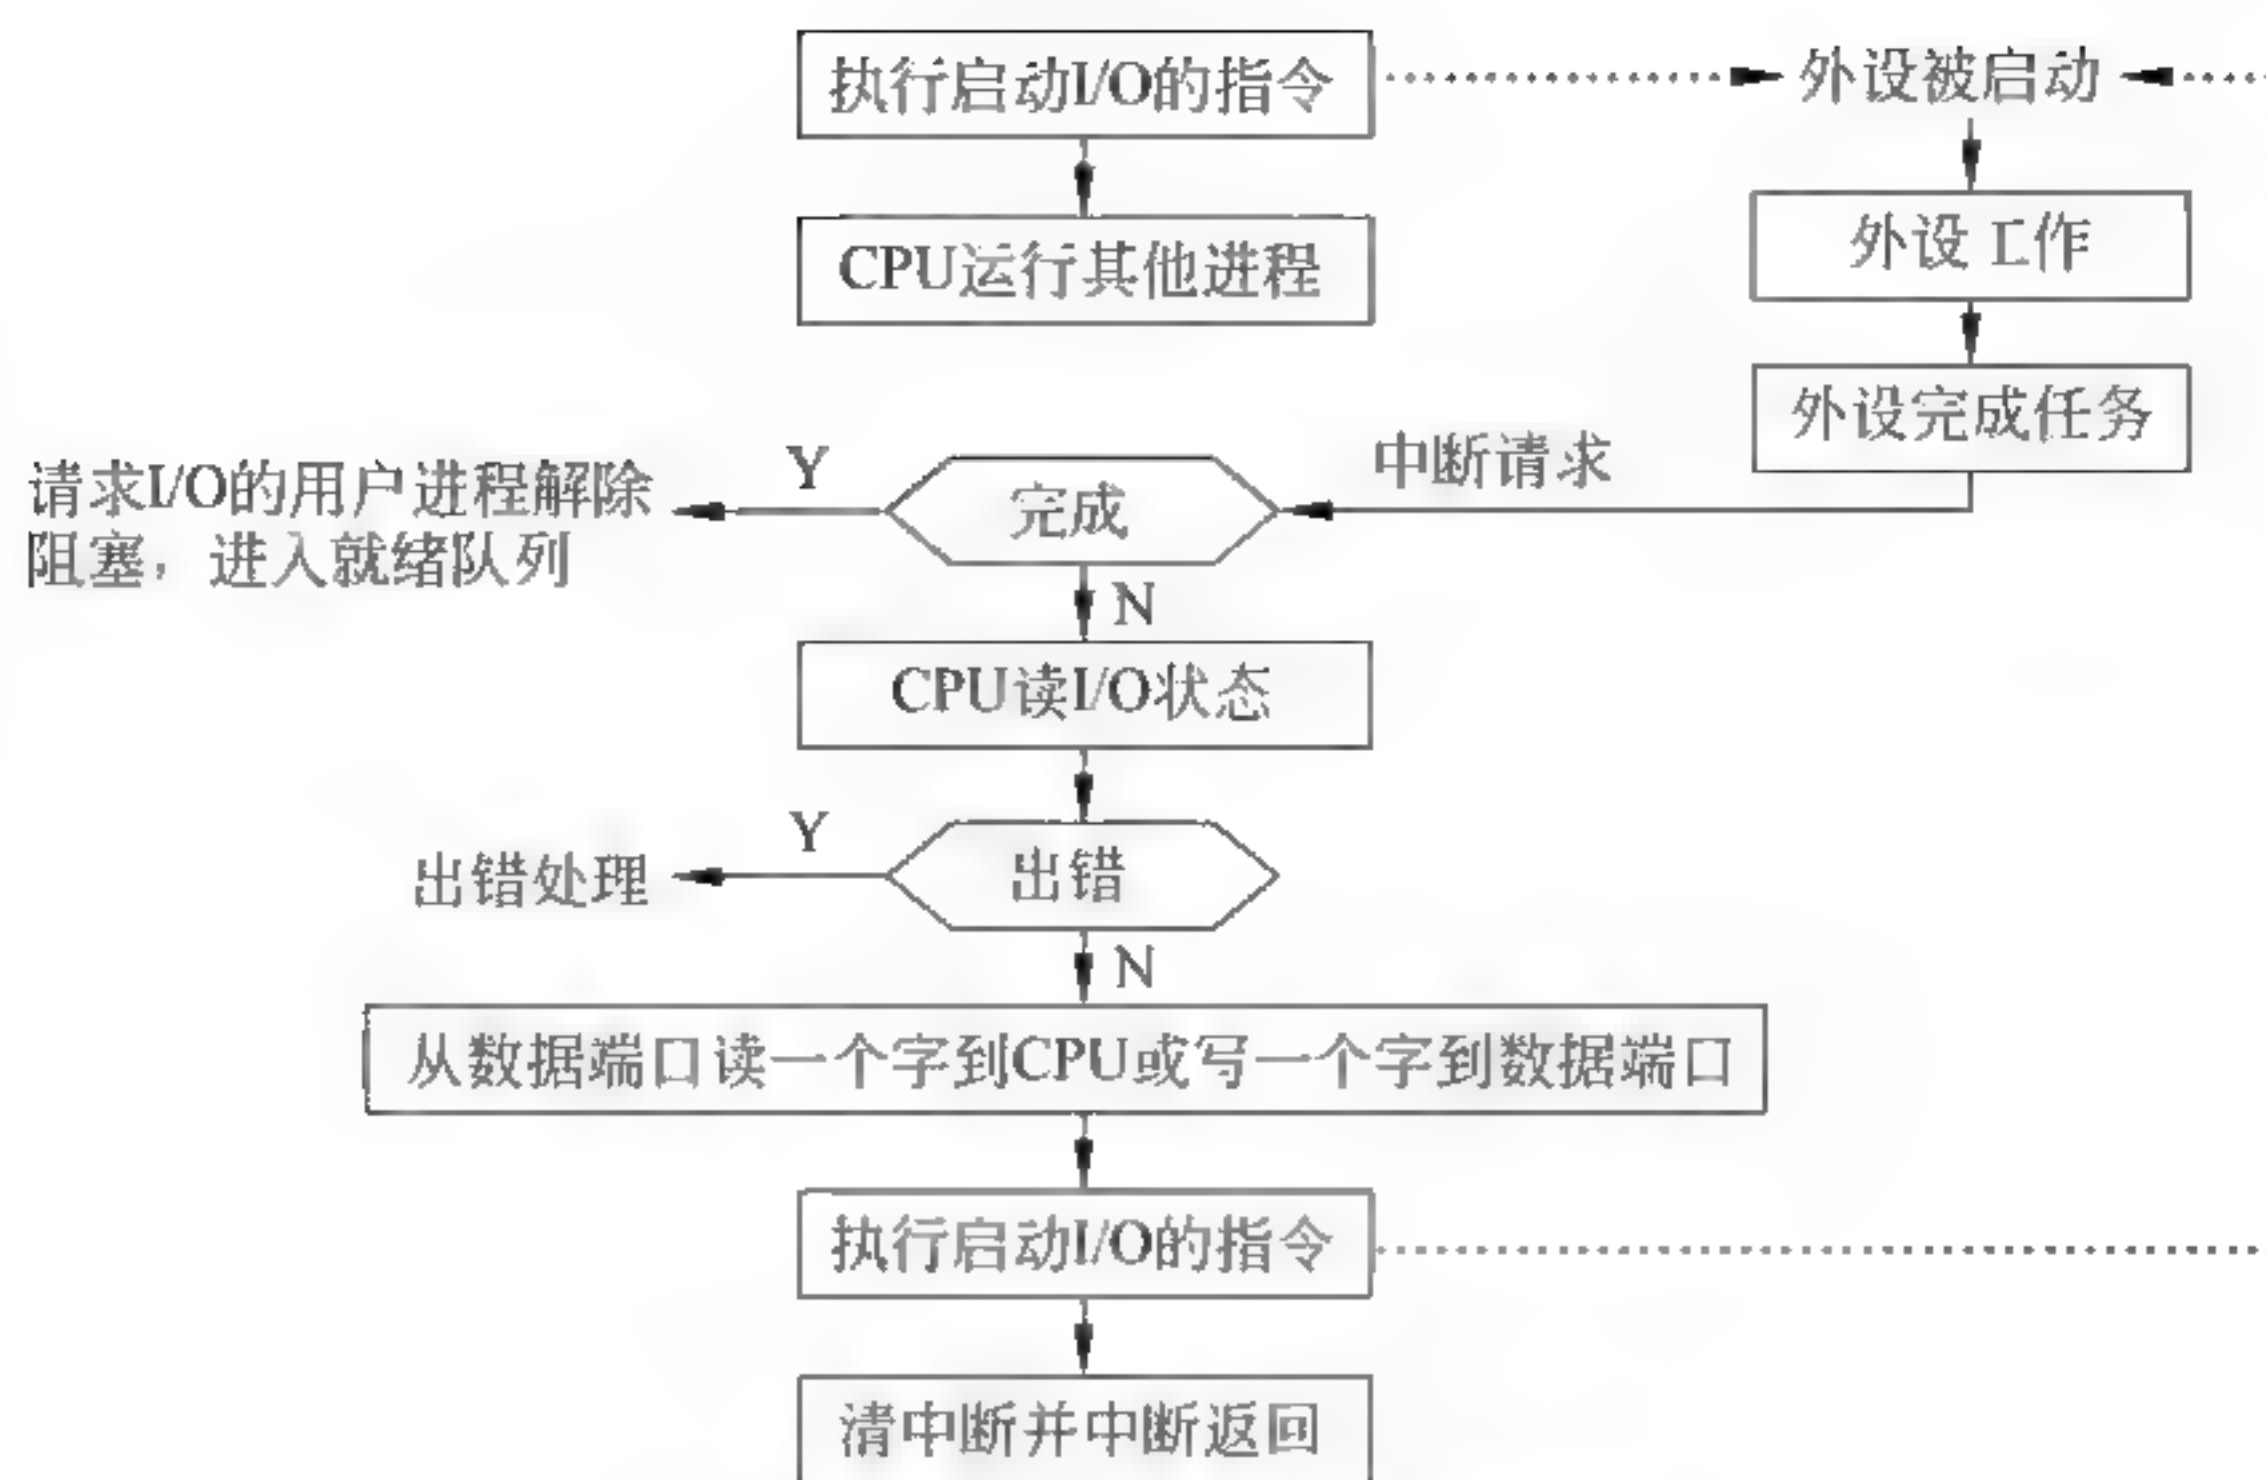 执行启动I/O的指令
外设被启动
CPU运行其他进程
外设工作
外设完成任务
中断请求
完成
Y
请求I/O的用户进程解除
阻塞，进入就绪队列
N
CPU读I/O状态
出错
Y
出错处理
N
从数据端口读一个字到CPU或写一个字到数据端口
执行启动I/O的指令
清中断并中断返回